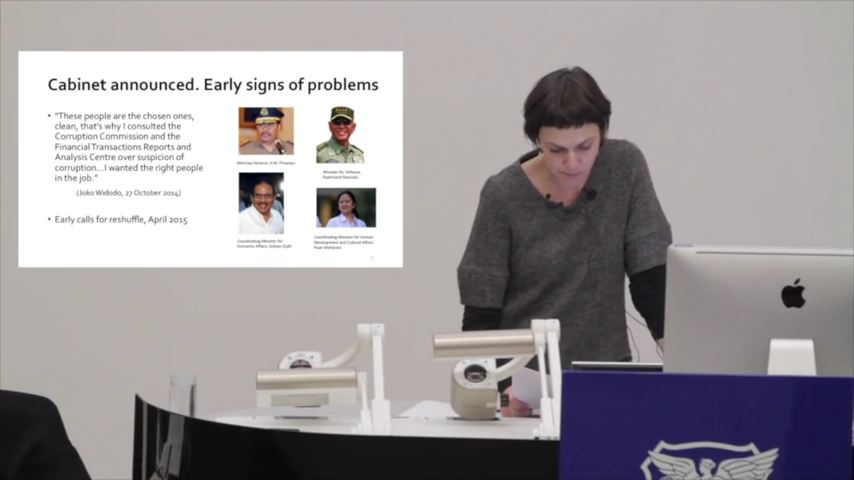 Cabinet announced. Early signs of problems
• "These people are the chosen ones,
clean, that's why I consulted the
Corruption Commission and the
Financial Transactions Reports and
Analysis Centre over suspicion of
corruption...I wanted the right people
in the job."
(Joko Widodo, 27 October 2014)
• Early calls for reshuffle, April 2015
Attorney General, H.M. Prasetyo
Minister for Defense,
Ryamizard Ryacudu
Coordinating Minister for
Economic Affairs, Sofyan Djalil
Coordinating Minister for Human
Development and Cultural Affairs
Puan Maharani